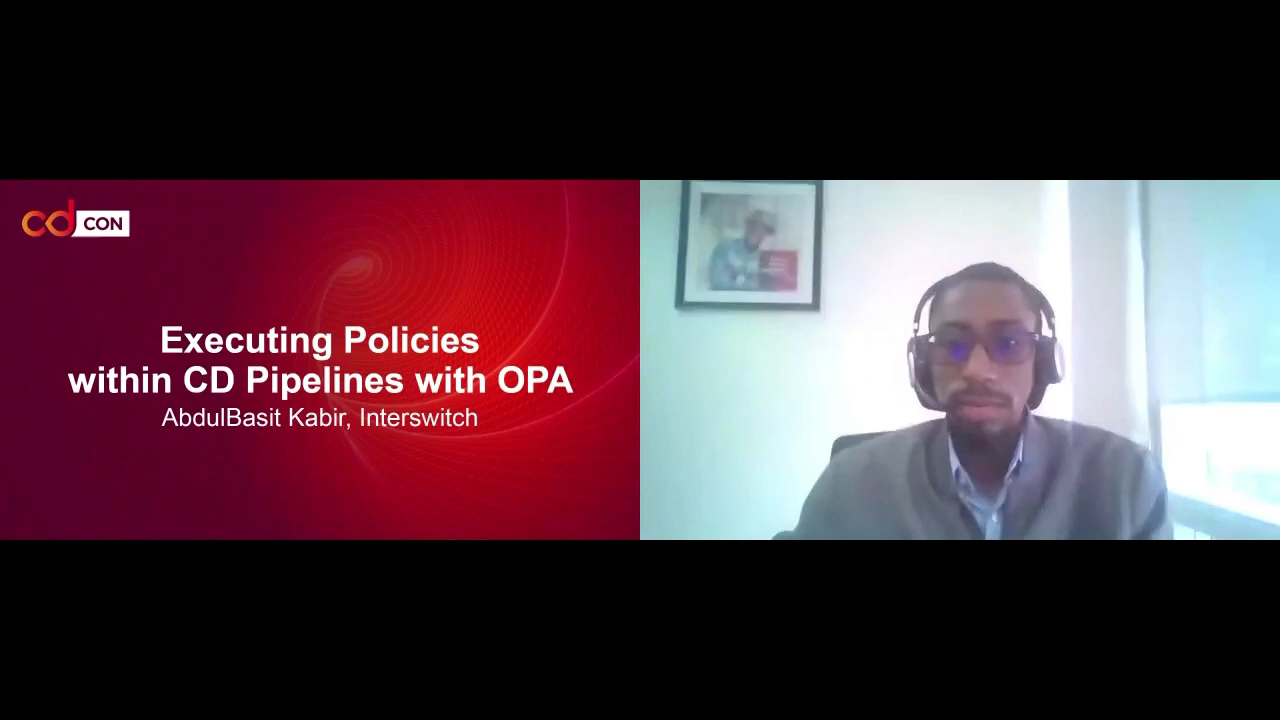 cd CON
Executing Policies
within CD Pipelines with OPA
AbdulBasit Kabir, Interswitch